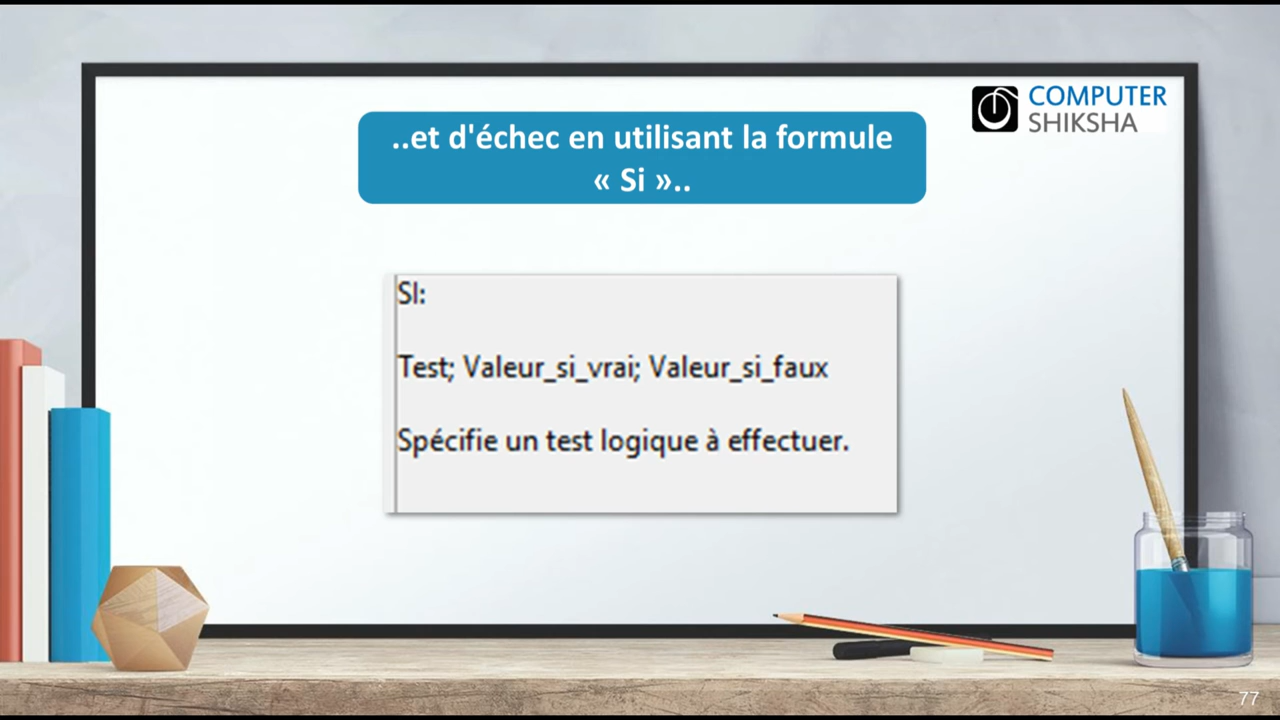 COMPUTER
SHIKSHA
..et d'échec en utilisant la formule
« Si »..
SI:
Test; Valeur_si_vrai; Valeur_si_faux
Spécifie un test logique à effectuer.
77